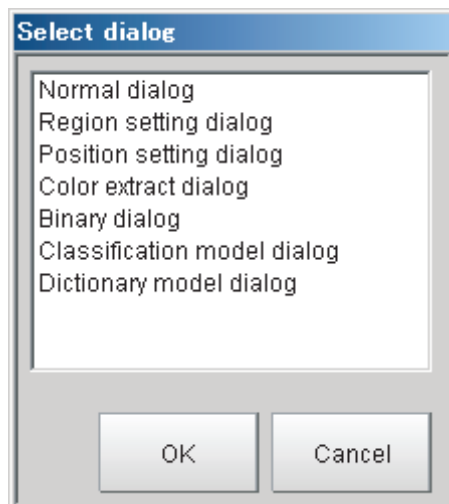 Select dialog
Normal dialog
Region setting dialog
Position setting dialog
Color extract dialog
Binary dialog
Classification model dialog
Dictionary model dialog
OK Cancel